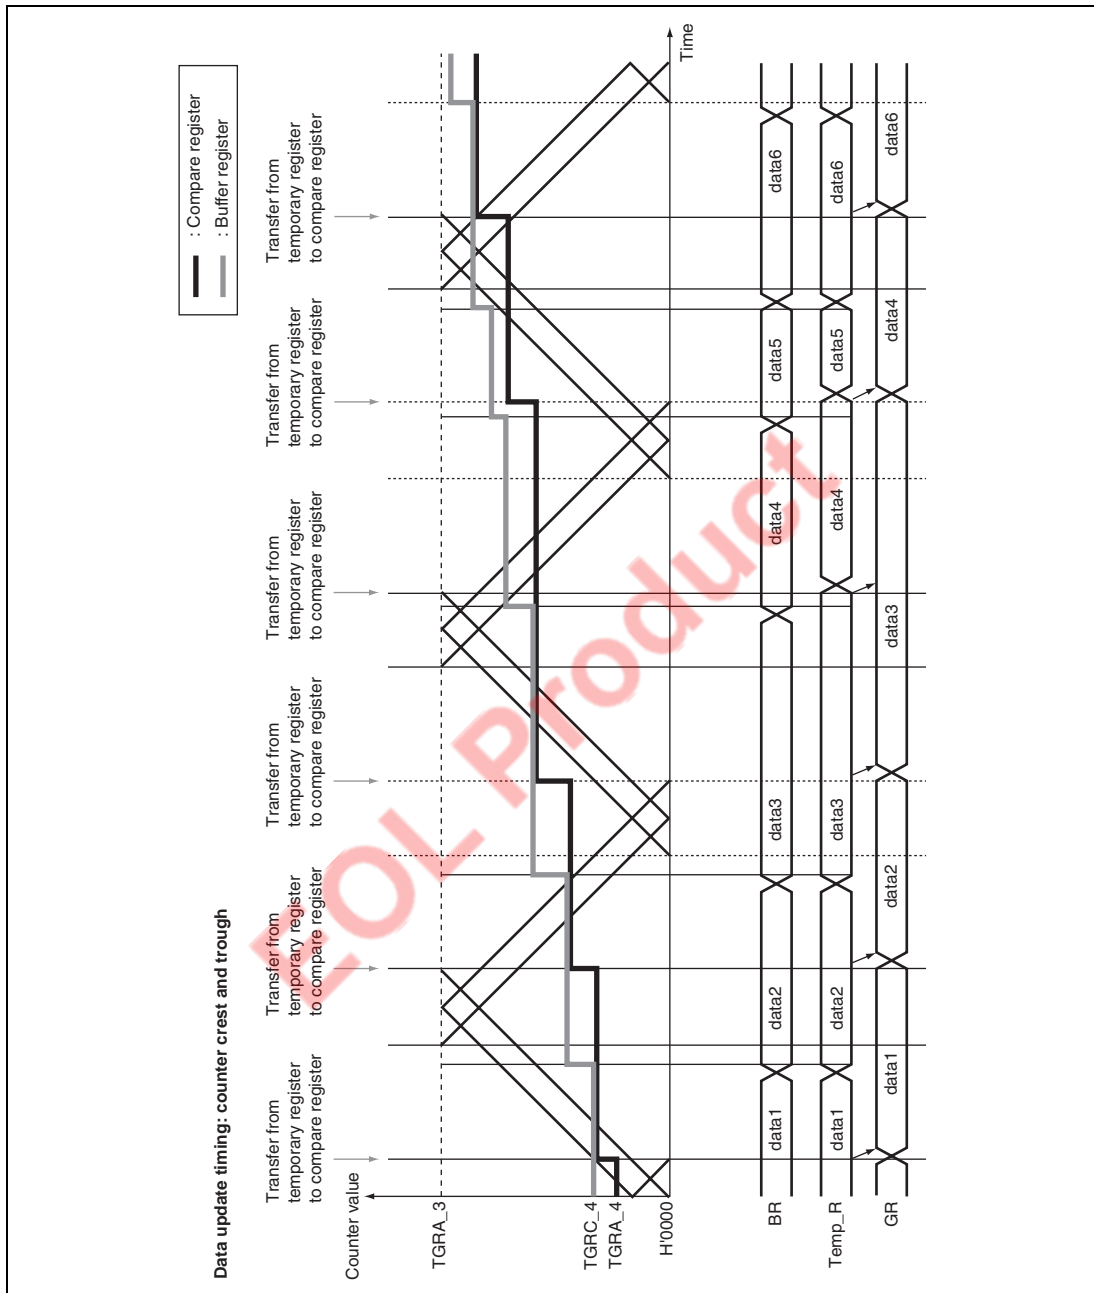 Data update timing: counter crest and trough
: Compare register
: Buffer register
Transfer from
temporary register
to compare register
Transfer from
temporary register
to compare register
Transfer from
temporary register
to compare register
Transfer from
temporary register
to compare register
Transfer from
temporary register
to compare register
Transfer from
temporary register
to compare register
Counter value
TGRA_3
TGRC_4
TGRA_4
H'0000
Time
BR
data1
data2
data3
data4
data5
data6
Temp_R
data1
data2
data3
data4
data5
data6
GR
data1
data2
data3
data4
data6
EOL Product